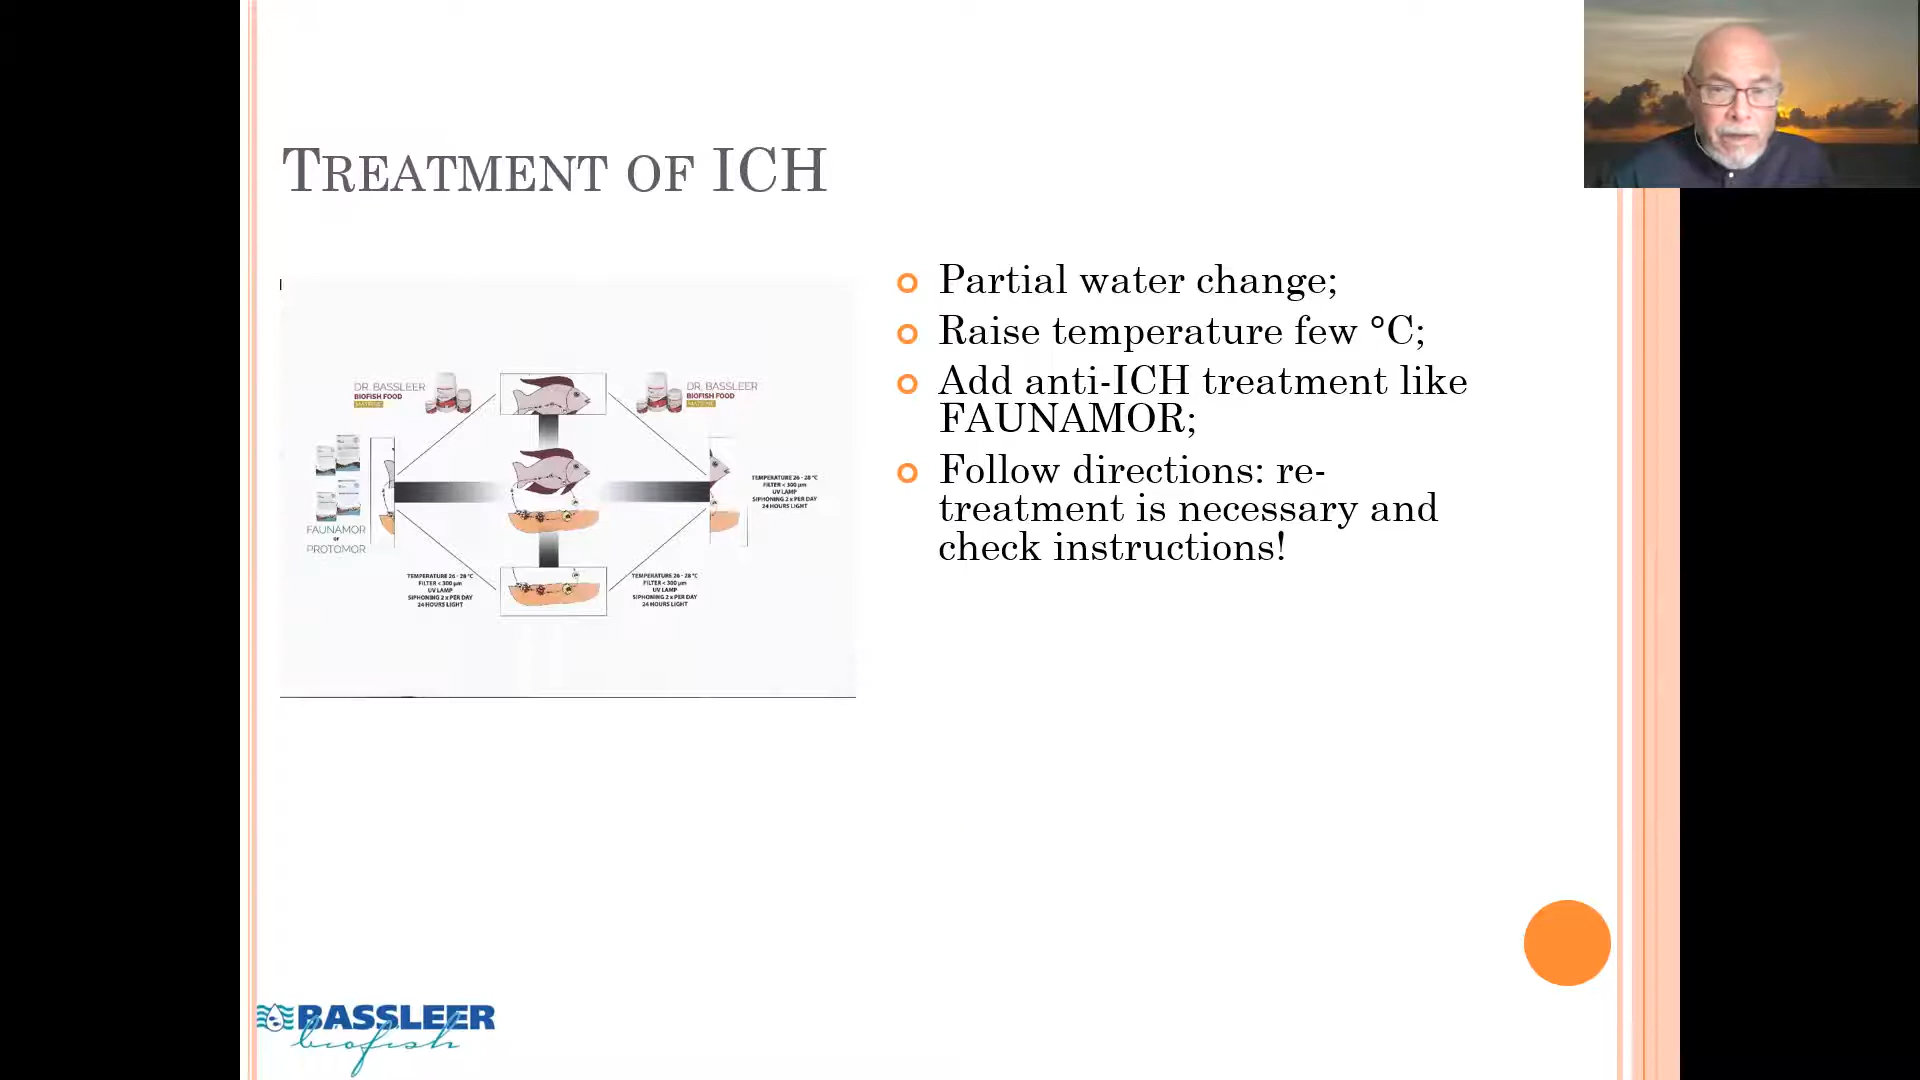 TREATMENT OF ICH
Partial water change;
Raise temperature few °C;
Add anti-ICH treatment like
FAUNAMOR;
Follow directions: re-
treatment is necessary and
check instructions!
DR. BASSLEER
BIOFISH FOOD
DR. BASSLEER
BIOFISH FOOD
FAUNAMOR
OF
PROTOMOR
TEMPERATURE 26 - 28 °C
FILTER < 300 µm
UV LAMP
SIPHONING 2 x PER DAY
24 HOURS LIGHT
TEMPERATURE 26 - 28 °C
FILTER < 300 µm
UV LAMP
SIPHONING 2 x PER DAY
24 HOURS LIGHT
TEMPERATURE 26 - 28 °C
FILTER < 300 µm
UV LAMP
SIPHONING 2 x PER DAY
24 HOURS LIGHT
BASSLEER
biofish